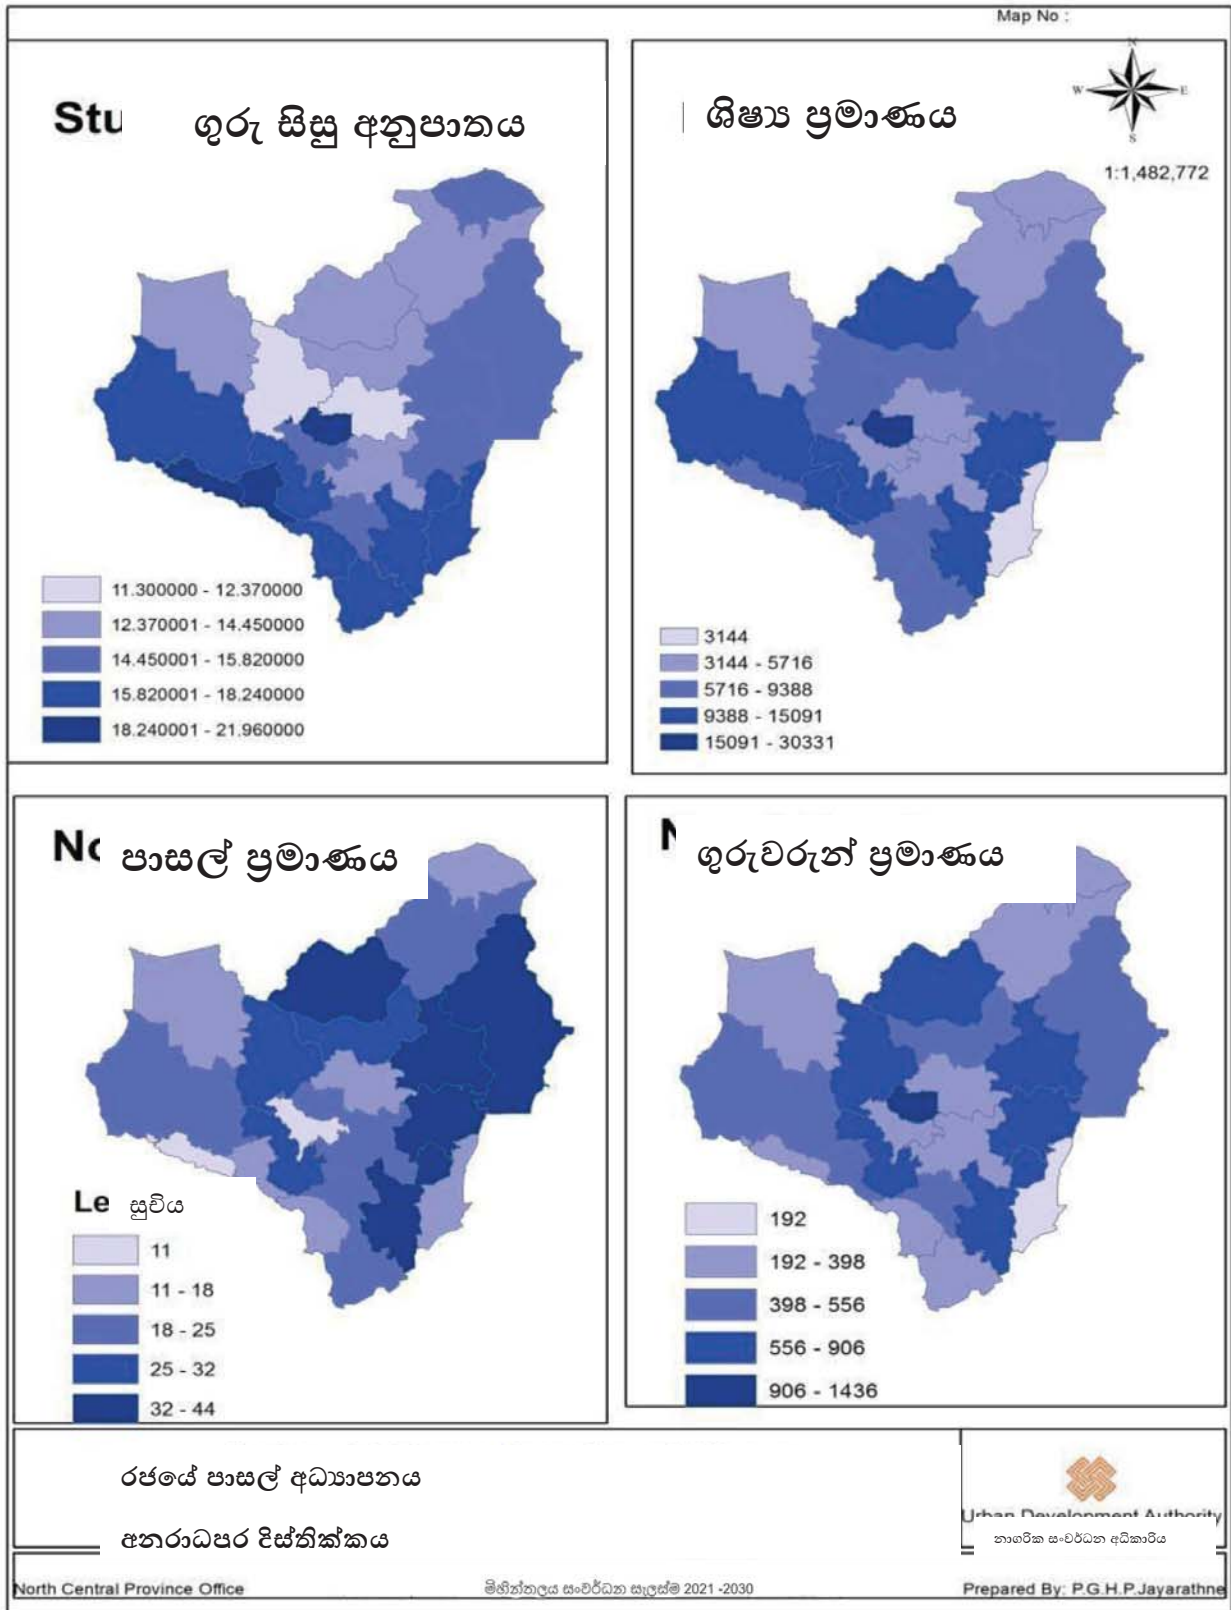 Map No :
Stu
ගුරු සිසු අනුපාතය
ශිෂ්‍ය ප්‍රමාණය
N
W
E
S
1:1,482,772
11.300000 - 12.370000
12.370001 - 14.450000
14.450001 - 15.820000
15.820001 - 18.240000
18.240001 - 21.960000
3144
3144 - 5716
5716 - 9388
9388 - 15091
15091 - 30331
පාසල් ප්‍රමාණය
ගුරුවරුන් ප්‍රමාණය
Le සුචිය
11
11 - 18
18 - 25
25 - 32
32 - 44
192
192 - 398
398 - 556
556 - 906
906 - 1436
රජයේ පාසල් අධ්‍යාපනය
අනරාධපර දිස්තික්කය
Urban Development Authority
නාගරික සංවර්ධන අධිකාරිය
North Central Province Office
මිහින්තලය සංවර්ධන සැලස්ම 2021 -2030
Prepared By: P.G.H.P.Jayarathne